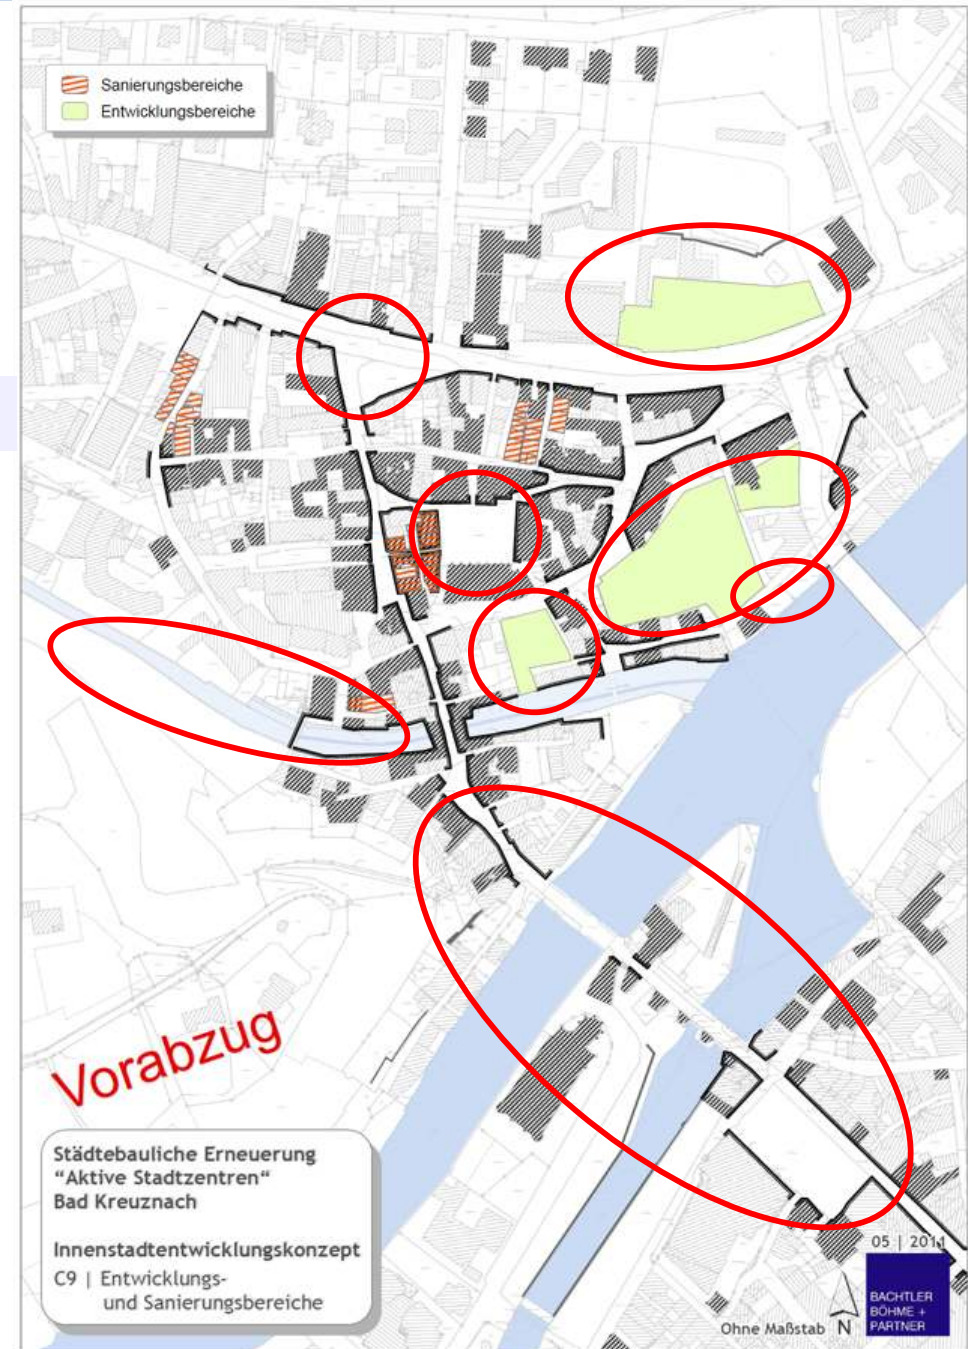 Sanierungsbereiche
Entwicklungsbereiche
Vorabzug
Städtebauliche Erneuerung
"Aktive Stadtzentren"
Bad Kreuznach
Innenstadtentwicklungskonzept
C9 | Entwicklungs-
und Sanierungsbereiche
05 | 2011
Ohne Maßstab N
BACHTLER
BÖHME +
PARTNER